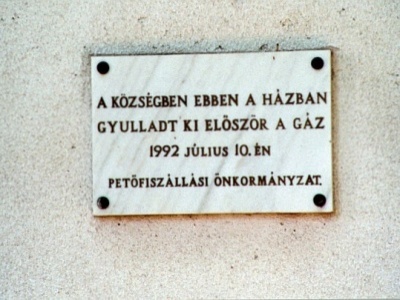 A KÖZSÉGBEN EBBEN A HÁZBAN
GYULLADT KI ELŐSZÖR A GÁZ
1992 JÚLIUS 10.ÉN
PETŐFISZÁLLÁSI ÖNKORMÁNYZAT.